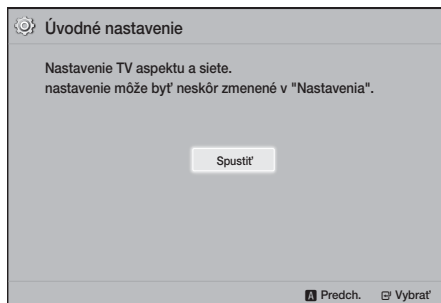 Úvodné nastavenie
Nastavenie TV aspektu a siete.
nastavenie môže byť neskôr zmenené v "Nastavenia".
Spustiť
A Predch. Vybrať